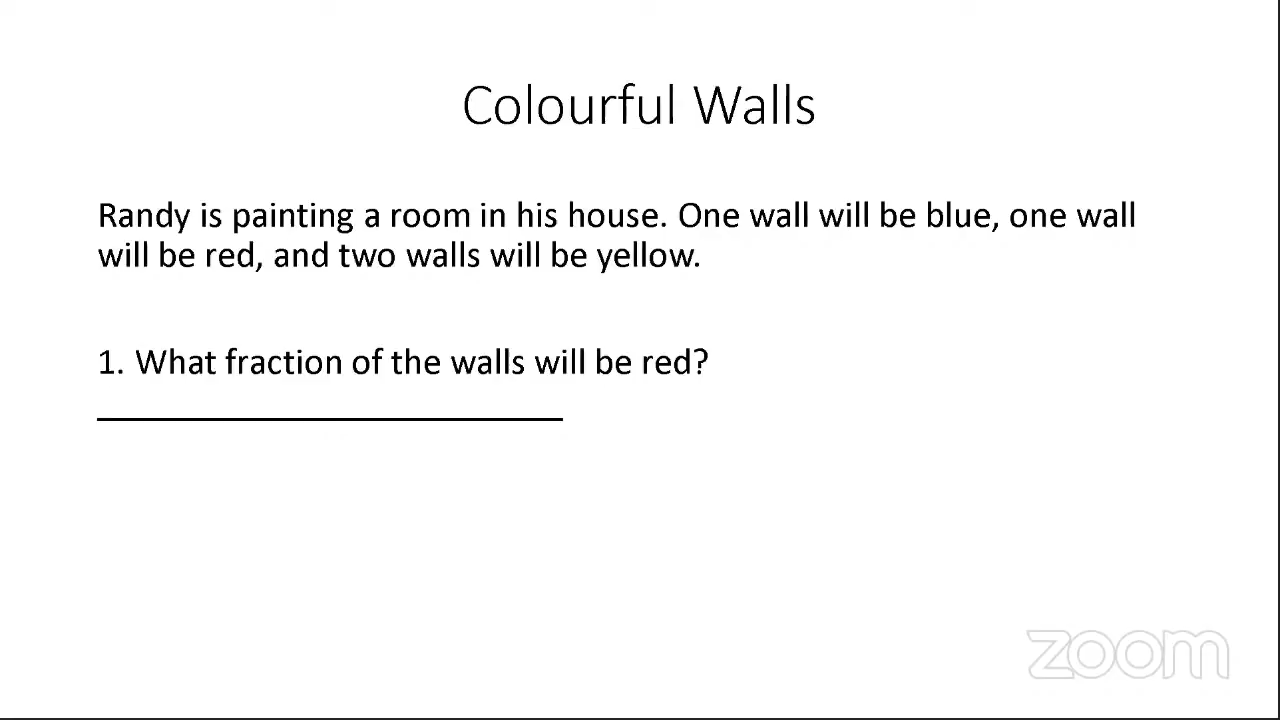 Colourful Walls
Randy is painting a room in his house. One wall will be blue, one wall
will be red, and two walls will be yellow.
1. What fraction of the walls will be red?
zoom